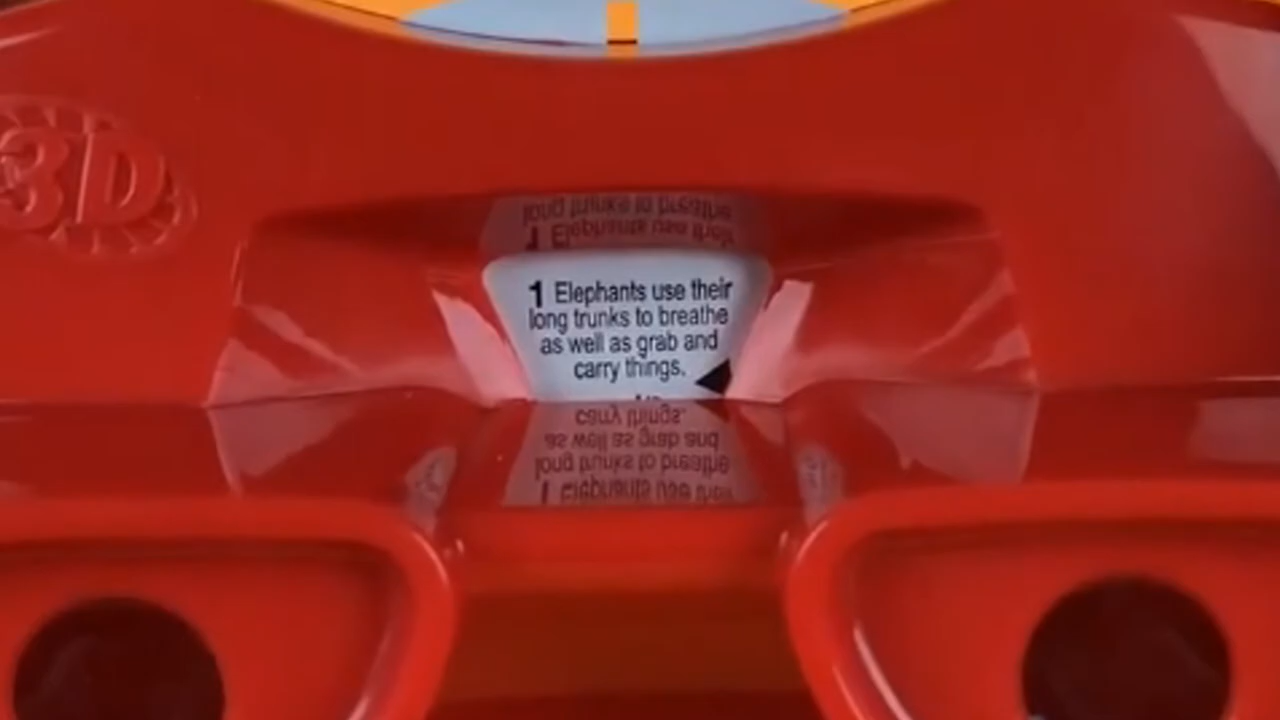 3D
1 Elephants use their
long trunks to breathe
as well as grab and
carry things.